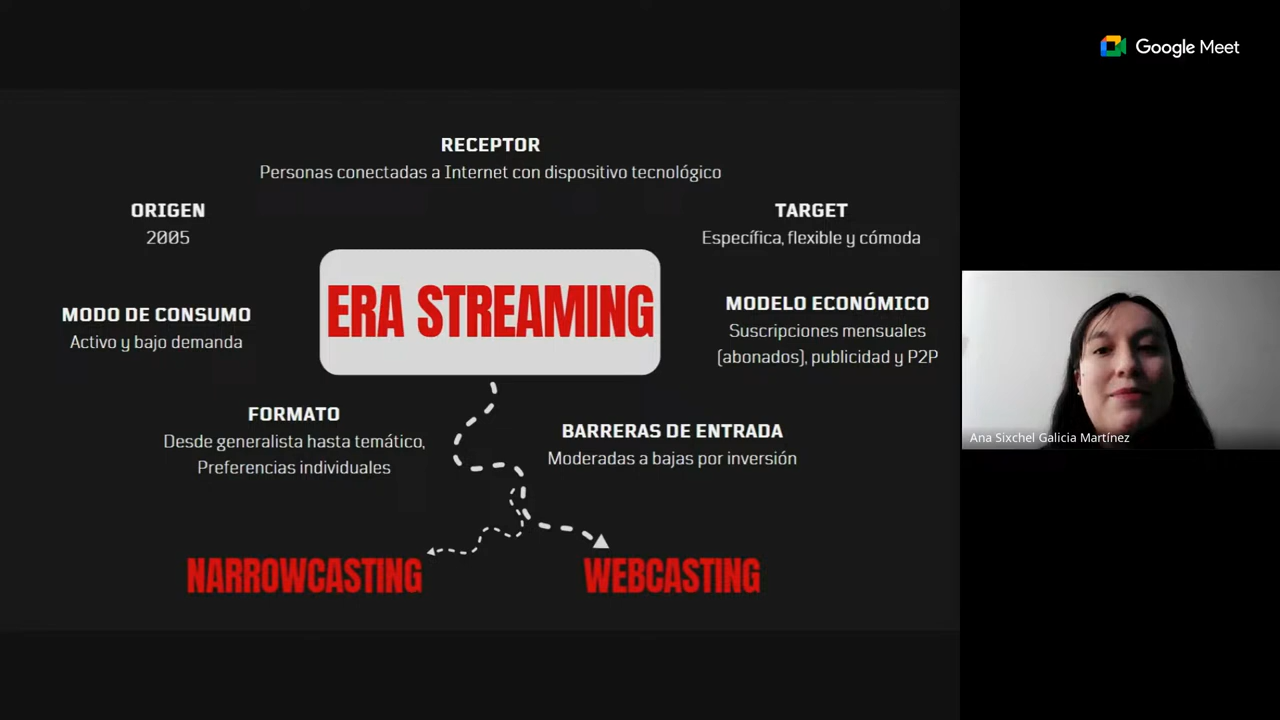 Google Meet
RECEPTOR
Personas conectadas a Internet con dispositivo tecnológico
ORIGEN
2005
TARGET
Específica, flexible y cómoda
ERA STREAMING
MODO DE CONSUMO
Activo y bajo demanda
MODELO ECONÓMICO
Suscripciones mensuales
(abonados), publicidad y P2P
FORMATO
Desde generalista hasta temático,
Preferencias individuales
BARRERAS DE ENTRADA
Moderadas a bajas por inversión
NARROWCASTING
WEBCASTING
Ana Sixchel Galicia Martínez